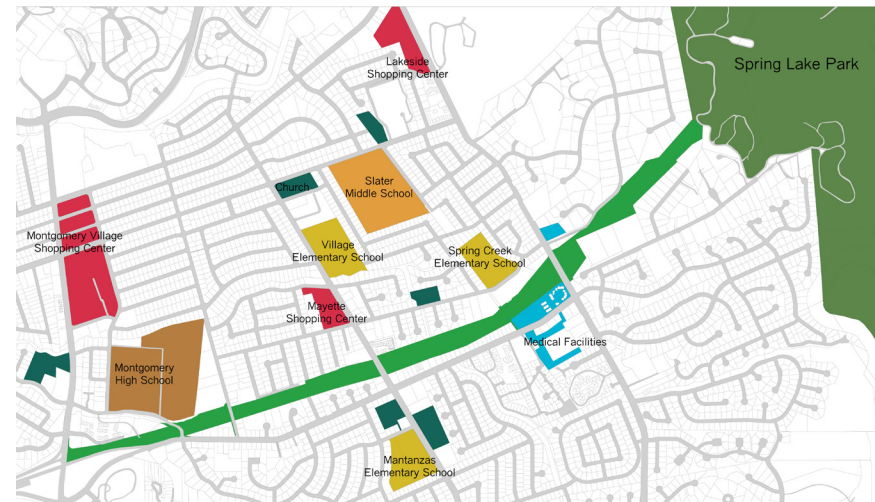 Lakeside
Shopping Center
Spring Lake Park
Church
Slater
Middle School
Montgomery Village
Shopping Center
Village
Elementary School
Spring Creek
Elementary School
Mayette
Shopping Center
Medical Facilities
Montgomery
High School
Mantanzas
Elementary School